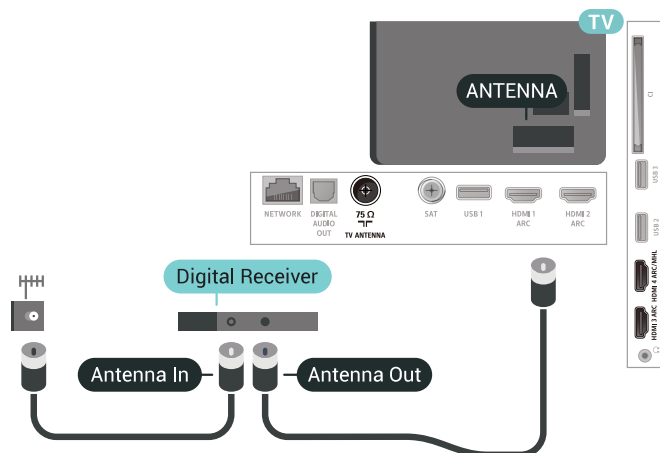 TV
ANTENNA
CI
USB 3
USB 2
HDMI 4 ARC/MHL
HDMI 3 ARC
NETWORK
DIGITAL
AUDIO
OUT
75 Ω
TV ANTENNA
SAT
USB 1
HDMI 1
ARC
HDMI 2
ARC
Digital Receiver
Antenna In
Antenna Out